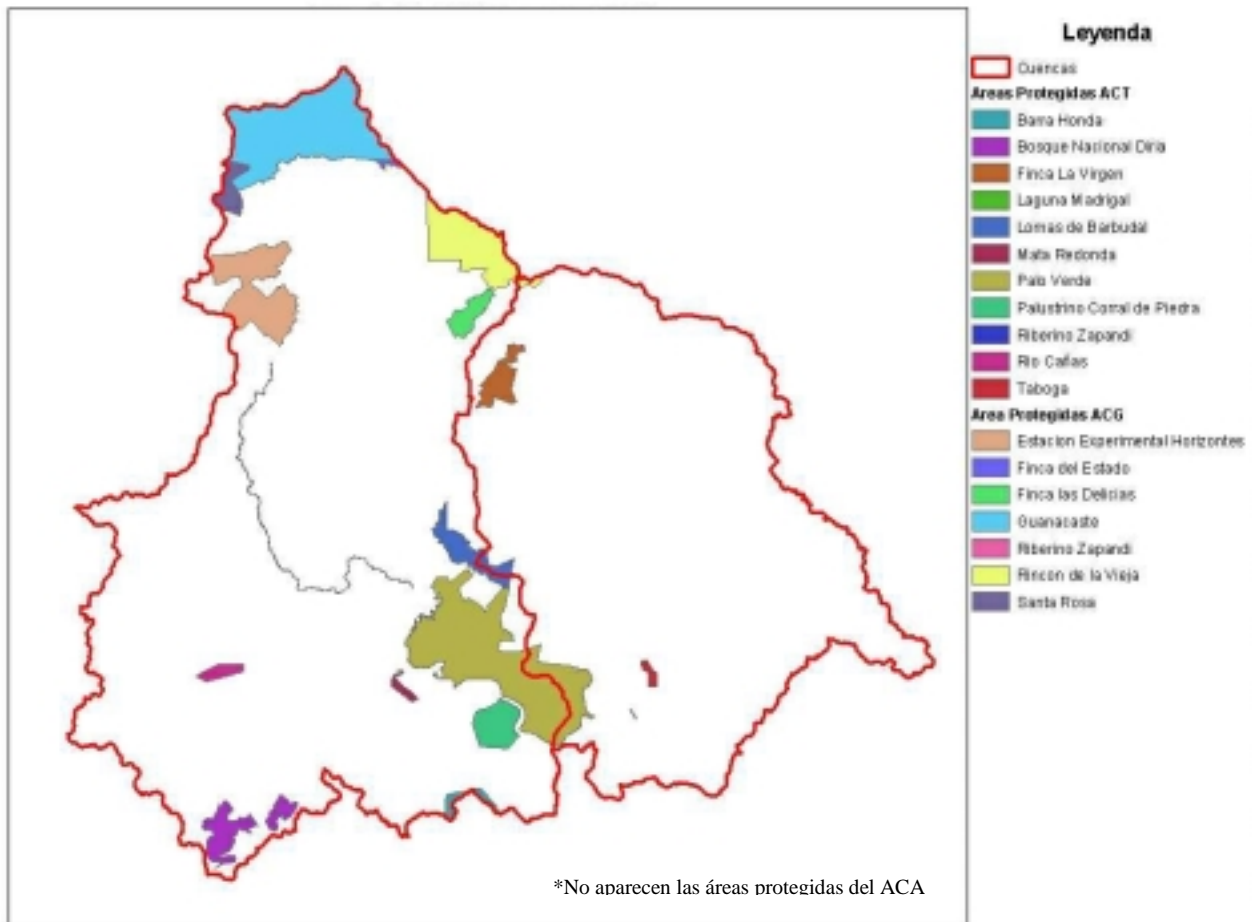 Leyenda
Cuencas
Areas Protegidas ACT
Barra Honda
Bosque Nacional Diria
Finca La Virgen
Laguna Madrigal
Lomas de Barbudal
Mata Redonda
Palo Verde
Palustrino Corral de Piedra
Riberino Zapandi
Rio Cañas
Taboga
Area Protegidas ACG
Estacion Experimental Horizontes
Finca del Estado
Finca las Delicias
Guanacaste
Riberino Zapandi
Rincon de la Vieja
Santa Rosa
*No aparecen las áreas protegidas del ACA